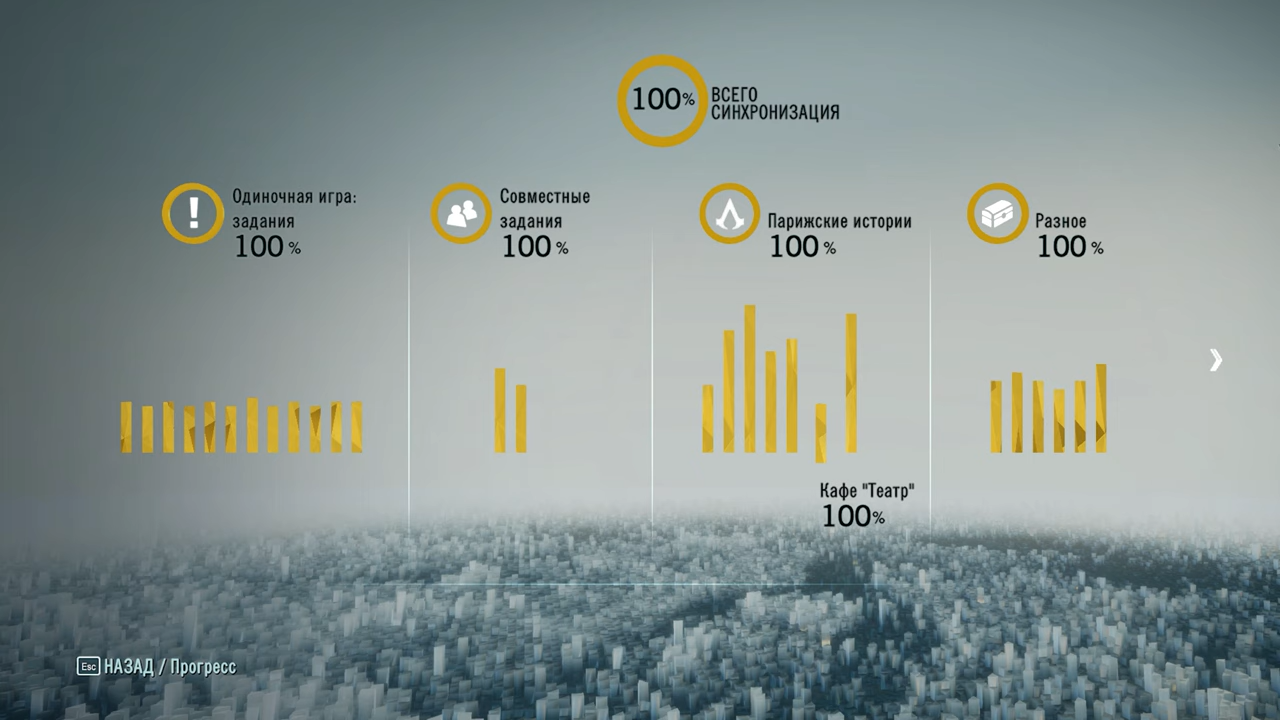 100%
ВСЕГО
СИНХРОНИЗАЦИЯ
Одиночная игра:
задания
100 %
Совместные
задания
100 %
Парижские истории
100 %
Разное
100 %
Кафе "Театр"
100%
Esc НАЗАД / Прогресс